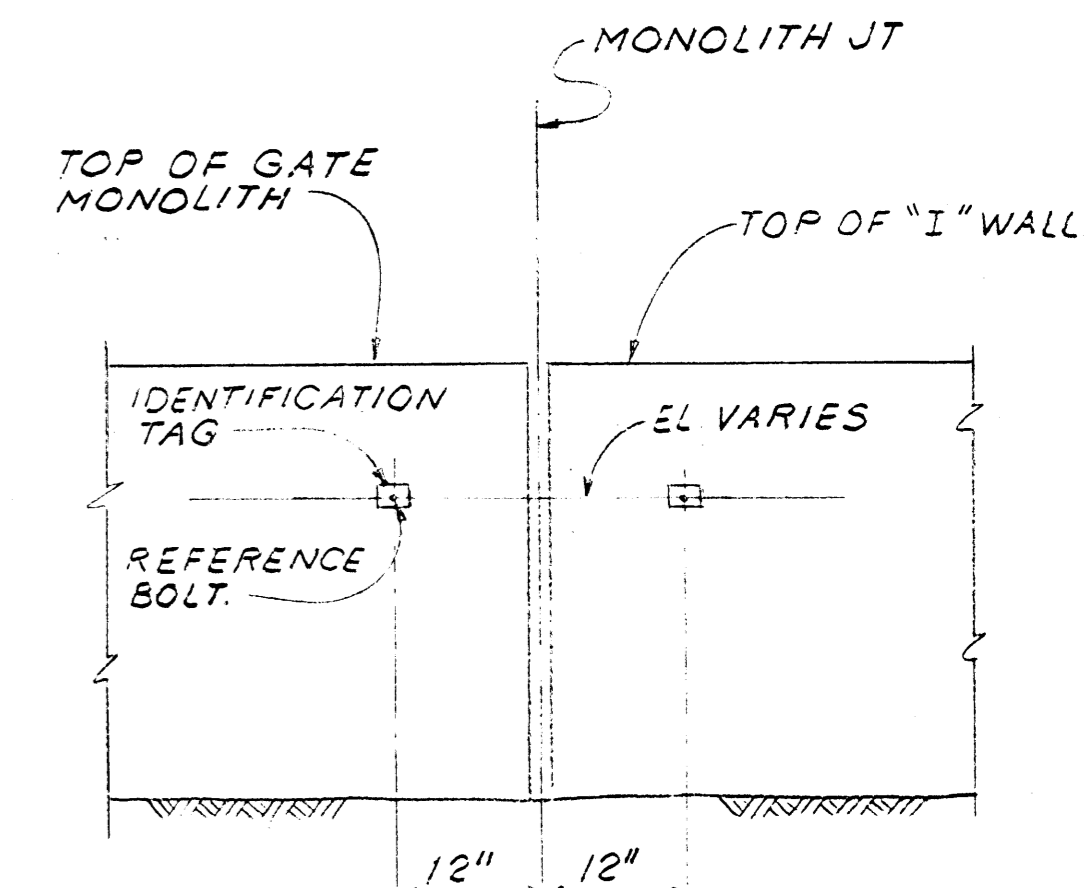 MONOLITH JT
TOP OF GATE
MONOLITH
TOP OF "I" WALL
IDENTIFICATION
TAG
EL VARIES
REFERENCE
BOLT.
12" 12"